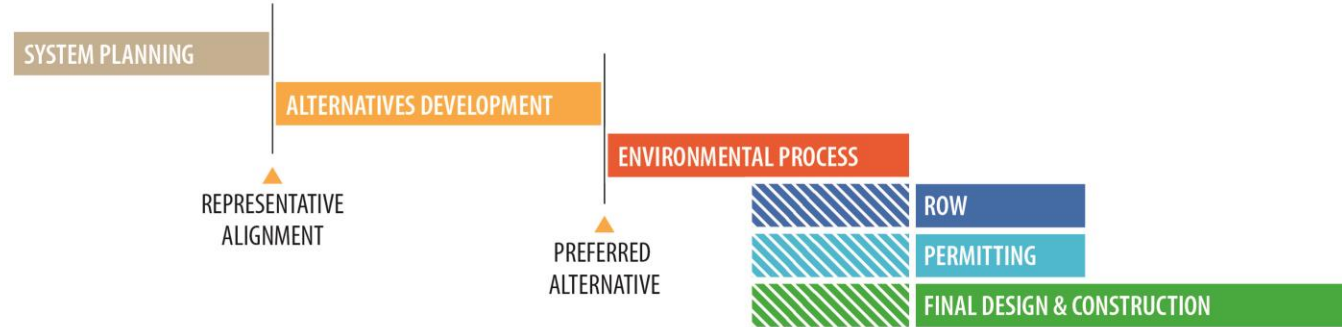 SYSTEM PLANNING
ALTERNATIVES DEVELOPMENT
ENVIRONMENTAL PROCESS
REPRESENTATIVE
ALIGNMENT
ROW
PREFERRED
ALTERNATIVE
PERMITTING
FINAL DESIGN & CONSTRUCTION